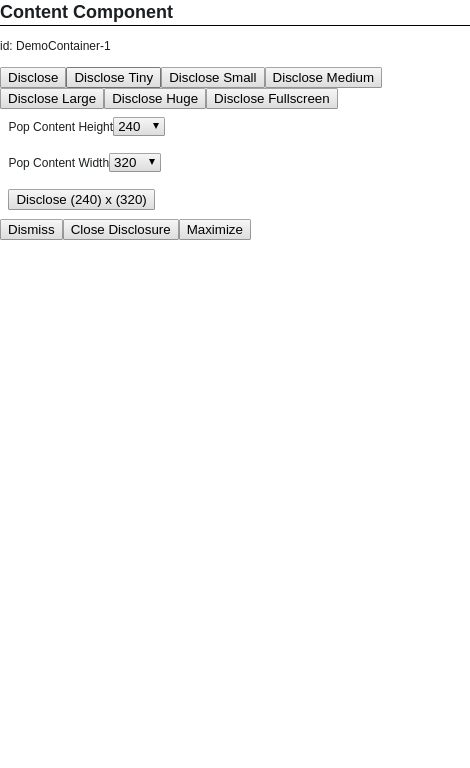 Content Component
id: DemoContainer-1
Disclose Disclose Tiny Disclose Small Disclose Medium
Disclose Large Disclose Huge Disclose Fullscreen
Pop Content Height 240
Pop Content Width 320
Disclose (240) x (320)
Dismiss Close Disclosure Maximize